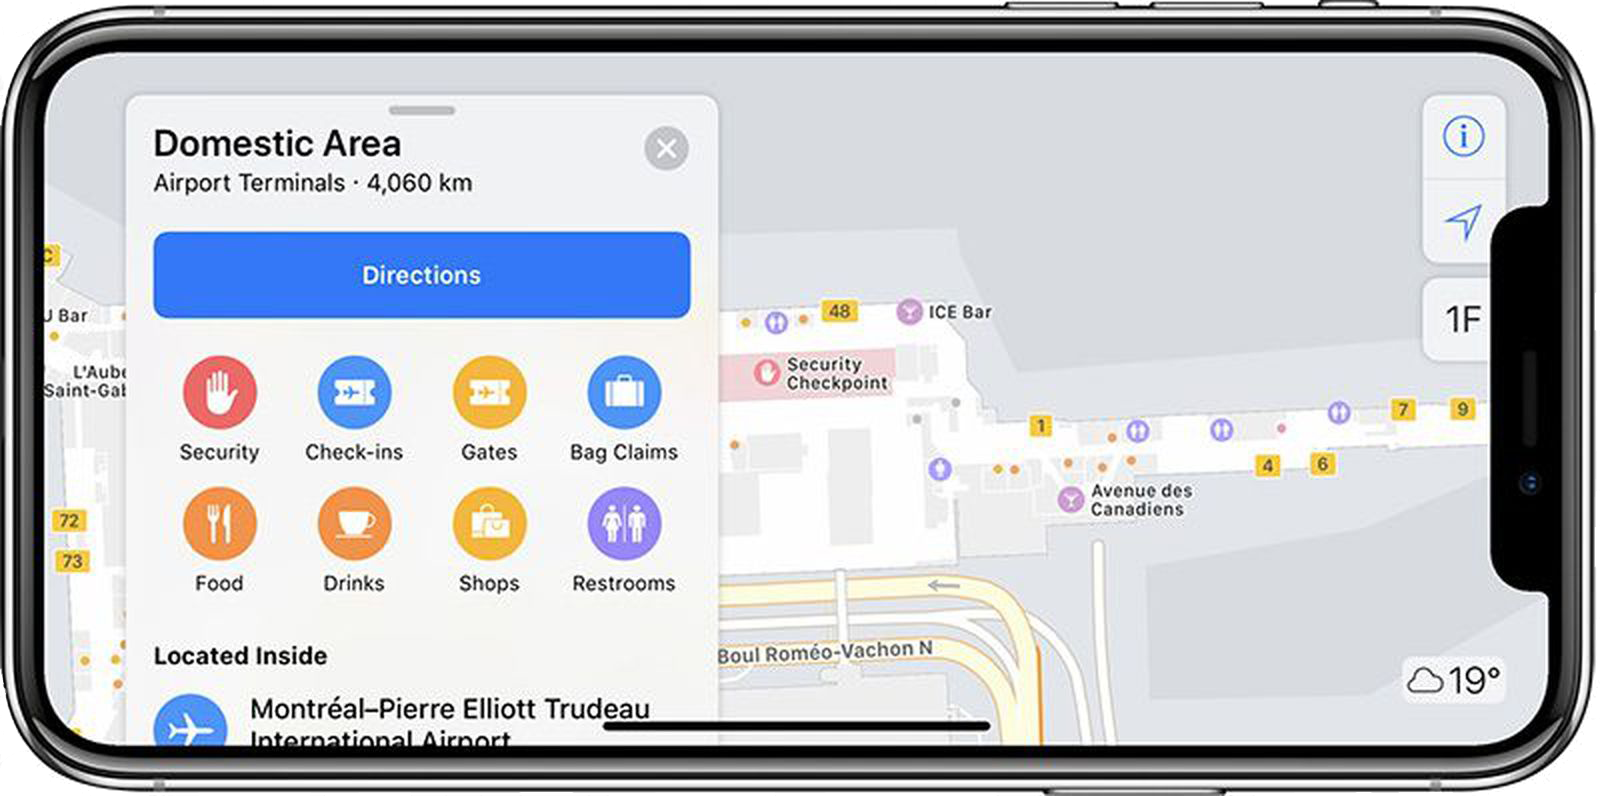 Domestic Area
Airport Terminals · 4,060 km
Directions
Security
Check-ins
Gates
Bag Claims
Food
Drinks
Shops
Restrooms
Located Inside
Montréal–Pierre Elliott Trudeau
International Airport
C
J Bar
L'Aube
Saint-Gab
72
73
48
ICE Bar
Security
Checkpoint
1
7
9
4
6
Avenue des
Canadiens
Boul Roméo-Vachon N
1F
19°